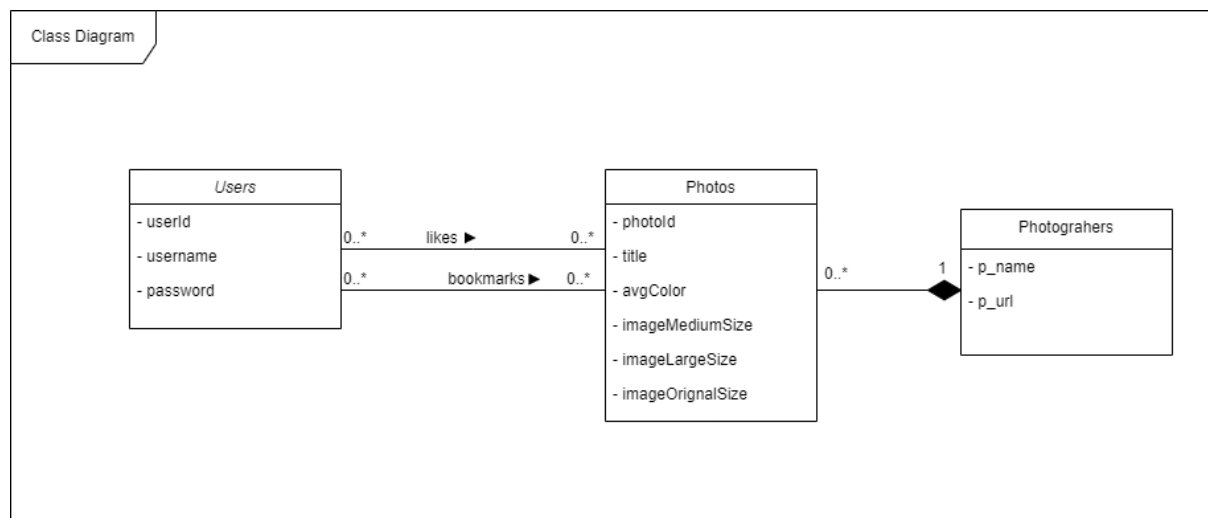 Class Diagram
Users
- userId
- username
- password
0..* likes ► 0..*
0..* bookmarks ► 0..*
Photos
- photoId
- title
- avgColor
- imageMediumSize
- imageLargeSize
- imageOrignalSize
0..* 1
Photograhers
- p_name
- p_url